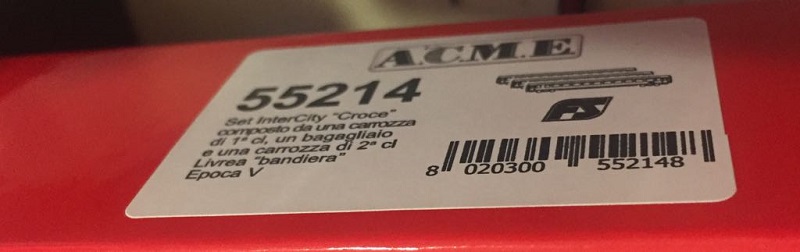 A.C.M.E.
55214
Set InterCity "Croce"
composto da una carrozza
di 1ª cl, un bagagliaio
e una carrozza di 2ª cl
Livrea "bandiera"
Epoca V
FS
8 020300 552148